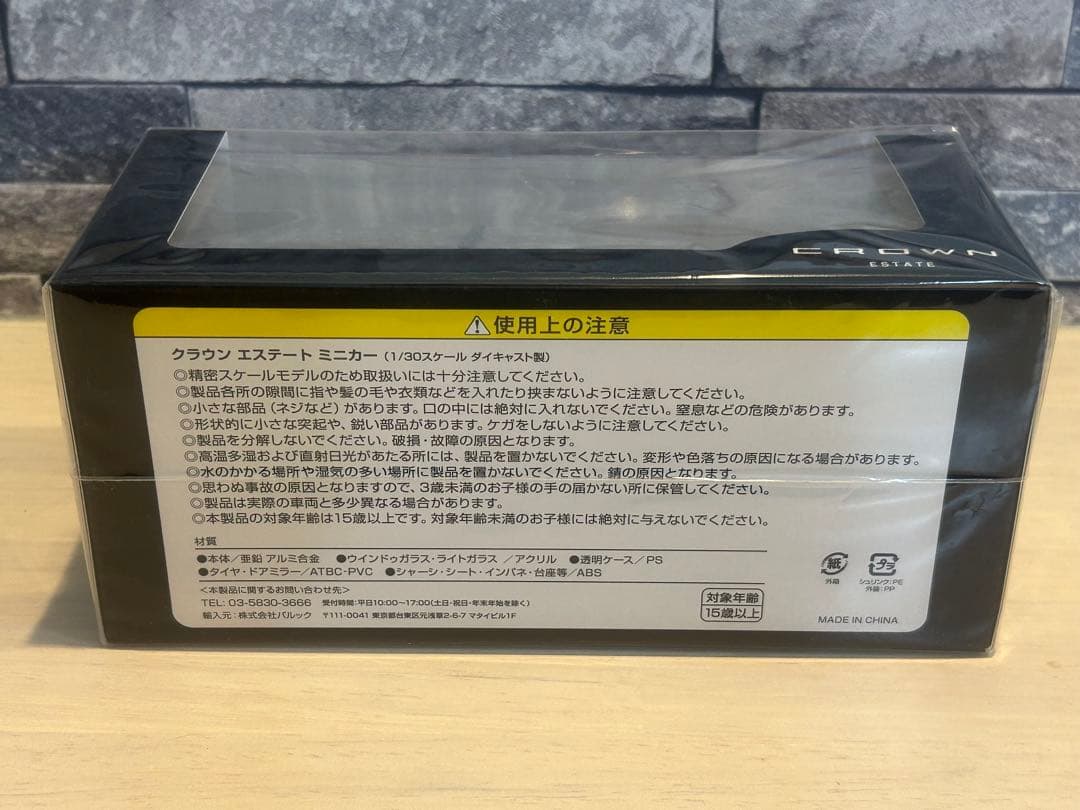 CROWN
ESTATE
⚠使用上の注意
クラウン エステート ミニカー（1/30スケール ダイキャスト製）
◎精密スケールモデルのため取扱いには十分注意してください。
◎製品各所の隙間に指や髪の毛や衣類などを入れたり挟まないように注意してください。
◎小さな部品（ネジなど）があります。口の中には絶対に入れないでください。窒息などの危険があります。
◎形状的に小さな突起や、鋭い部品があります。ケガをしないように注意してください。
◎製品を分解しないでください。破損・故障の原因となります。
◎高温多湿および直射日光があたる所には、製品を置かないでください。変形や色落ちの原因になる場合があります。
◎水のかかる場所や湿気の多い場所に製品を置かないでください。錆の原因となります。
◎思わぬ事故の原因となりますので、3歳未満のお子様の手の届かない所に保管してください。
◎製品は実際の車両と多少異なる場合があります。
◎本製品の対象年齢は15歳以上です。対象年齢未満のお子様には絶対に与えないでください。
材質
●本体／亜鉛 アルミ合金 ●ウインドゥガラス・ライトガラス ／アクリル ●透明ケース／PS
●タイヤ・ドアミラー／ATBC-PVC ●シャーシ・シート・インパネ・台座等／ABS
＜本製品に関するお問い合わせ先＞
TEL: 03-5830-3666 受付時間:平日10:00〜17:00(土日・祝日・年末年始を除く)
輸入元:株式会社バルック 〒111-0041 東京都台東区元浅草2-6-7 マタイビル1F
対象年齢
15歳以上
紙
外箱
プラ
シュリンク:PE
外装:PP
MADE IN CHINA